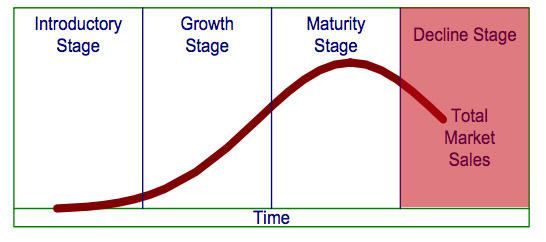 Introductory
Stage
Growth
Stage
Maturity
Stage
Decline Stage
Total
Market
Sales
Time